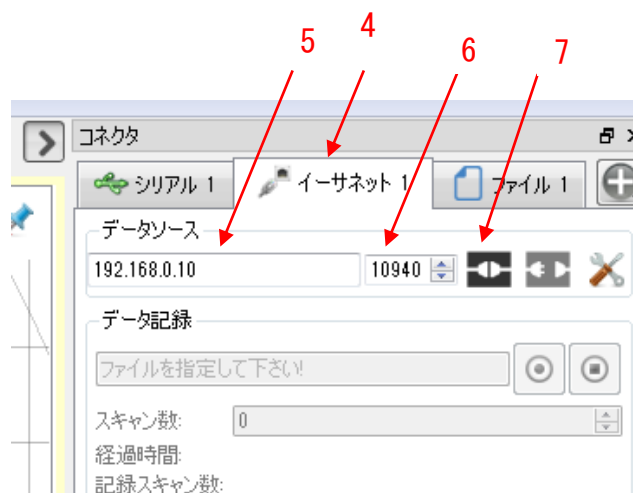 5 4 6 7
コネクタ
シリアル 1 イーサネット 1 ファイル 1
データソース
192.168.0.10 10940
データ記録
ファイルを指定して下さい!
スキャン数: 0
経過時間:
記録スキャン数: